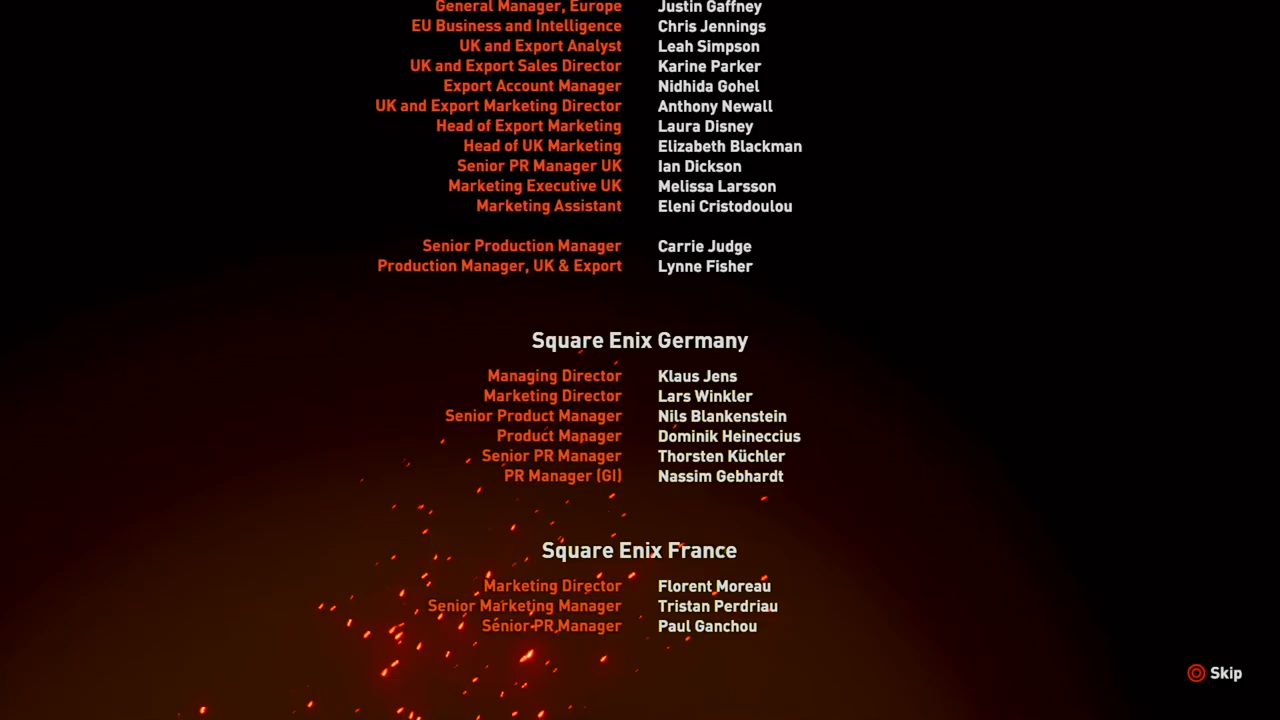 General Manager, Europe Justin Gaffney
EU Business and Intelligence Chris Jennings
UK and Export Analyst Leah Simpson
UK and Export Sales Director Karine Parker
Export Account Manager Nidhida Gohel
UK and Export Marketing Director Anthony Newall
Head of Export Marketing Laura Disney
Head of UK Marketing Elizabeth Blackman
Senior PR Manager UK Ian Dickson
Marketing Executive UK Melissa Larsson
Marketing Assistant Eleni Cristodoulou
Senior Production Manager Carrie Judge
Production Manager, UK & Export Lynne Fisher
Square Enix Germany
Managing Director Klaus Jens
Marketing Director Lars Winkler
Senior Product Manager Nils Blankenstein
Product Manager Dominik Heineccius
Senior PR Manager Thorsten Küchler
PR Manager (GI) Nassim Gebhardt
Square Enix France
Marketing Director Florent Moreau
Senior Marketing Manager Tristan Perdriau
Senior PR Manager Paul Ganchou
Skip